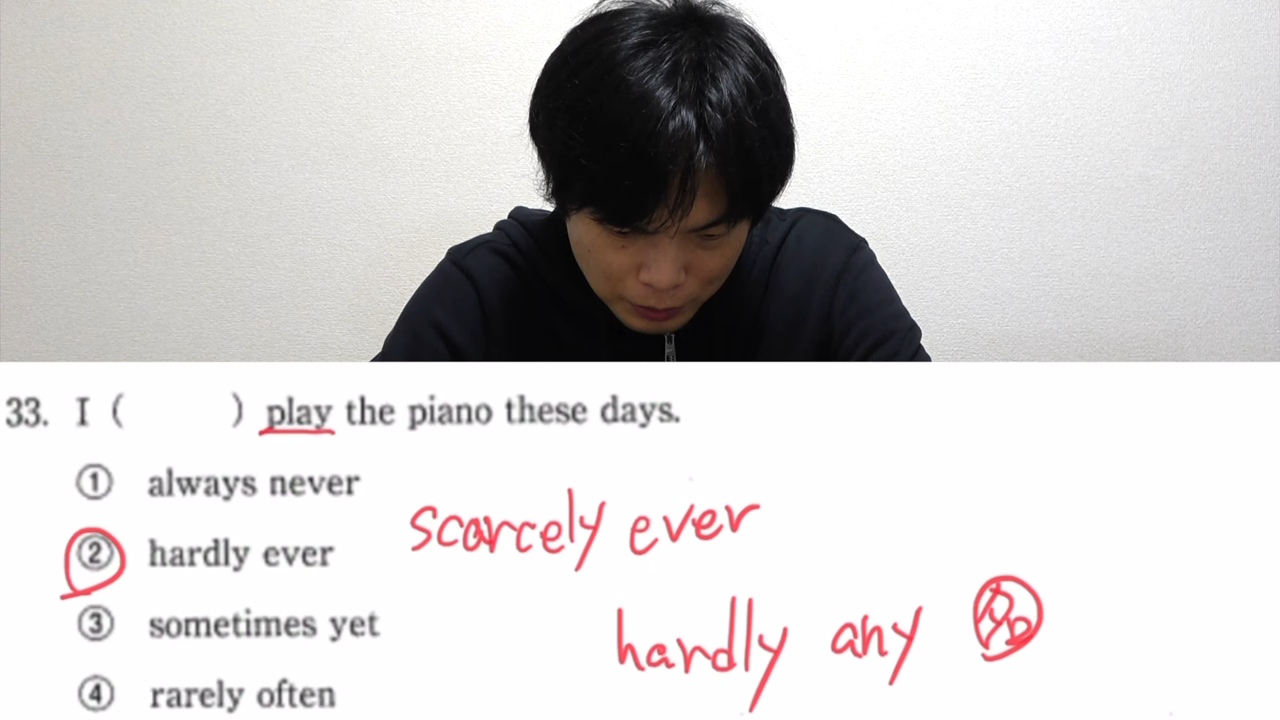 33. I (　　　) play the piano these days.
① always never
② hardly ever
scarcely ever
③ sometimes yet
hardly any
④ rarely often